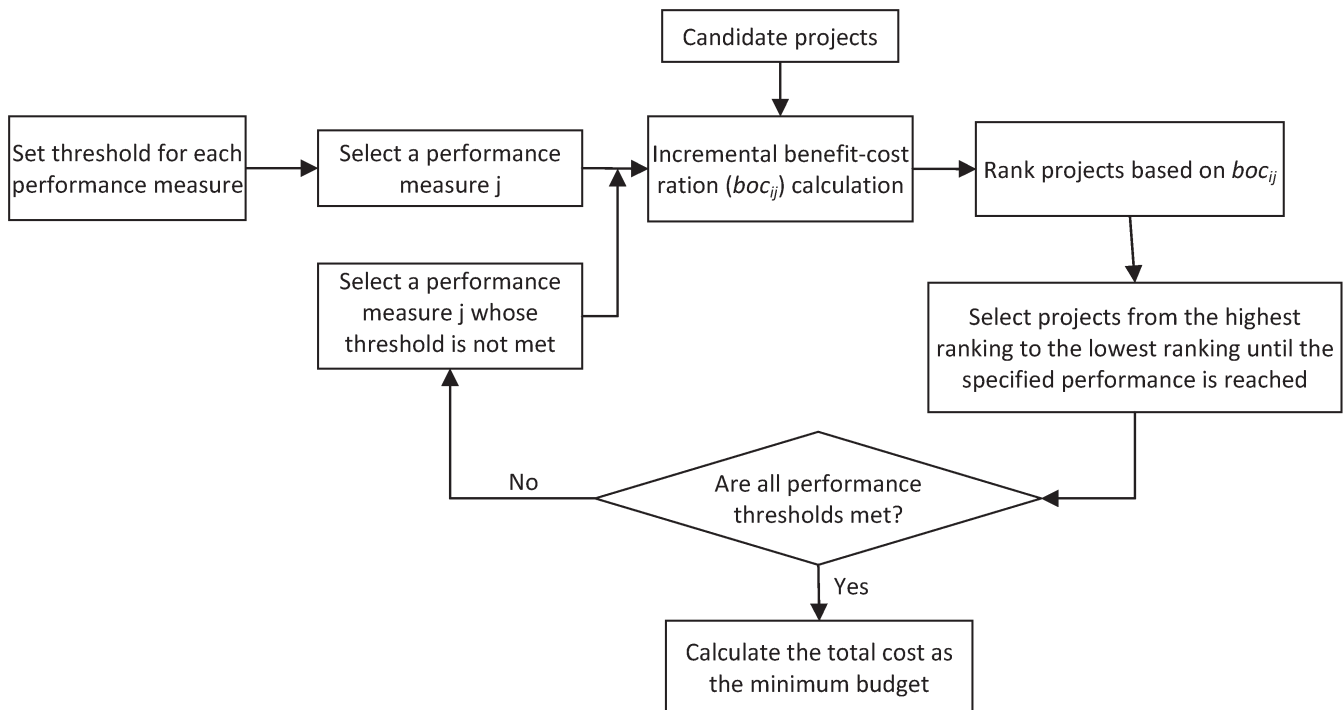 Candidate projects
Set threshold for each
performance measure
Select a performance
measure j
Incremental benefit-cost
ration (boc_ij) calculation
Rank projects based on boc_ij
Select a performance
measure j whose
threshold is not met
Select projects from the highest
ranking to the lowest ranking until the
specified performance is reached
No
Are all performance
thresholds met?
Yes
Calculate the total cost as
the minimum budget